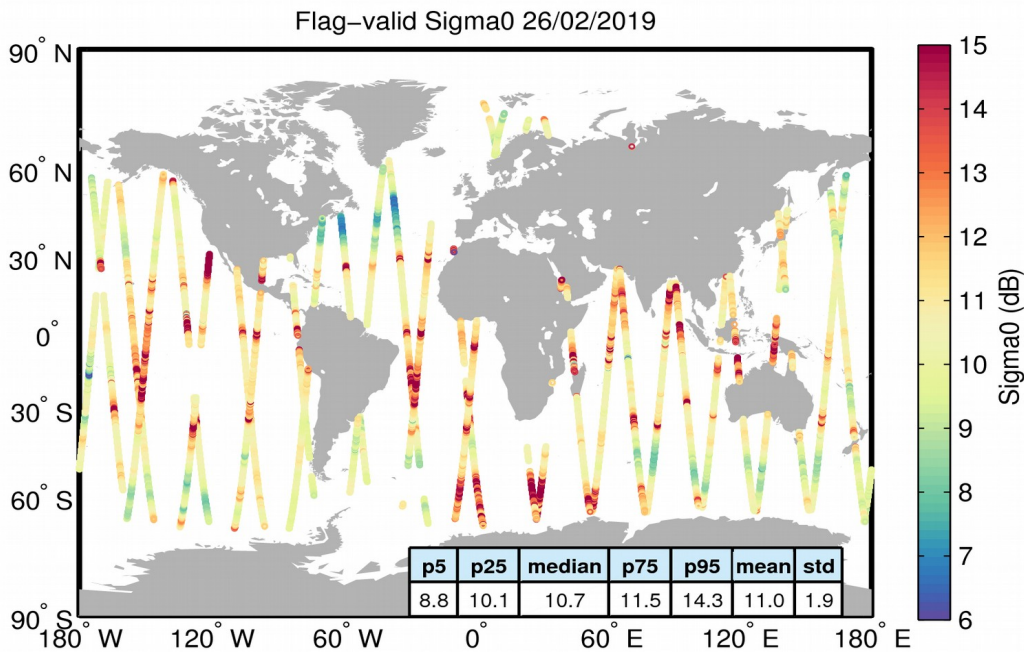 Flag−valid Sigma0 26/02/2019
90° N
60° N
30° N
0°
30° S
60° S
90° S
180° W
120° W
60° W
0°
60° E
120° E
180° E
15
14
13
12
11
10
9
8
7
6
Sigma0 (dB)
p5 p25 median p75 p95 mean std
8.8 10.1 10.7 11.5 14.3 11.0 1.9